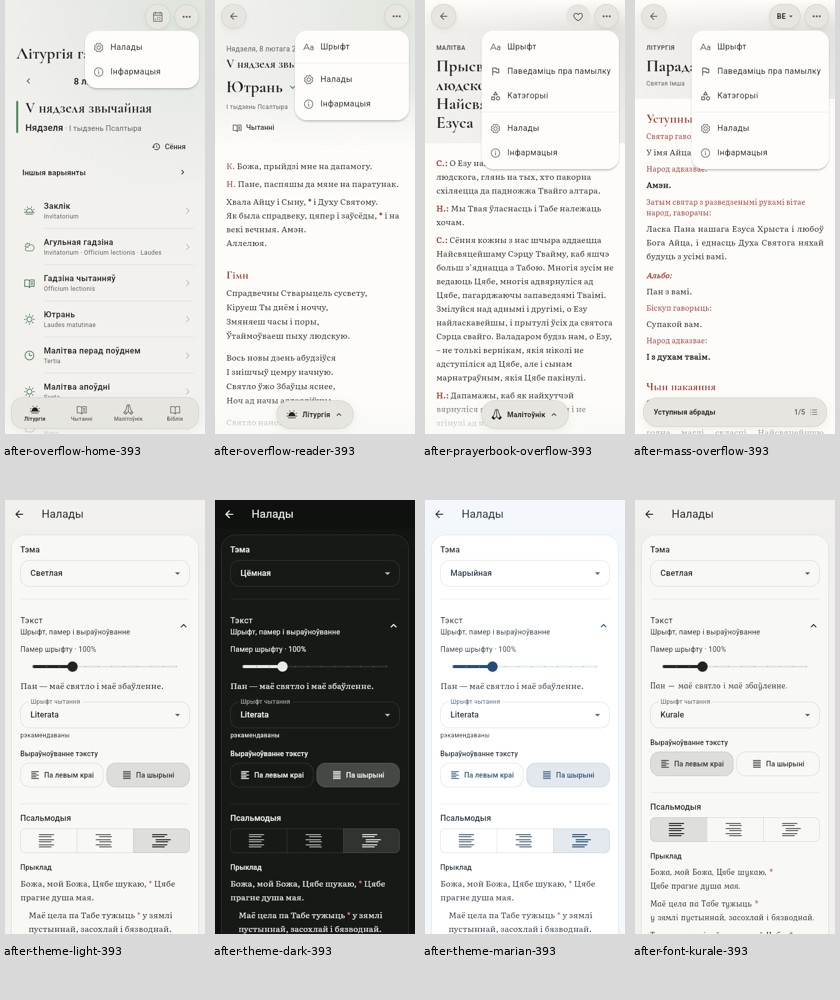 Літургія г
Налады
Інфармацыя
8 л
V нядзеля звычайная
Нядзеля · I тыдзень Псалтыра
Сёння
Іншыя варыянты
Заклік
Invitatorium
Агульная гадзіна
Invitatorium · Officium lectionis · Laudes
Гадзіна чытанняў
Officium lectionis
Ютрань
Laudes matutinae
Малітва перад поўднем
Tertia
Малітва апоўдні
Літургія
Чытанні
Малітоўнік
Біблія
after-overflow-home-393
Нядзеля, 8 лютага 2
V нядзеля звы
Ютрань
I тыдзень Псалтыра
Чытанні
Aa Шрыфт
Налады
Інфармацыя
К. Божа, прыйдзі мне на дапамогу.
Н. Пане, паспяшы да мяне на паратунак.
Хвала Айцу і Сыну, * і Духу Святому.
Як была спрадвеку, цяпер і заўсёды, * і на
векі вечныя. Амэн.
Аллелюя.
Гімн
Спрадвечны Стварыцель сусвету,
Кіруеш Ты днём і ноччу,
Змяняеш часы і поры,
Ўтаймоўваеш пыху людскую.
Вось новы дзень абудзіўся
І знішчыў цемру начную.
Святло ўжо Збаўцы яснее,
Ноч ад начы
Літургія
after-overflow-reader-393
МАЛІТВА
Прысв
людско
Найсвя
Езуса
Aa Шрыфт
Паведаміць пра памылку
Катэгорыі
Налады
Інфармацыя
С.: О Езу на
людскога, глянь на тых, хто пакорна
схіляецца да падножжа Твайго алтара.
Н.: Мы Твая ўласнасць і Табе належаць
хочам.
С.: Сёння кожны з нас шчыра аддаецца
Найсвяцейшаму Сэрцу Твайму, каб яшчэ
больш з'яднацца з Табою. Многія зусім не
ведаюць Цябе, многія адвярнуліся ад
Цябе, пагарджаючы запаведзямі Тваімі.
Змілуйся над аднымі і другімі, о Езу
найласкавейшы, і прытулі ўсіх да святога
Сэрца свайго. Валадаром будзь нам, о Езу,
– не толькі вернікам, якія ніколі не
адступіліся ад Цябе, але і сынам
марнатраўным, якія Цябе пакінулі.
Н.: Дапамажы, каб як найхутчэй
вярнуліся
і не
Малітоўнік
after-prayerbook-overflow-393
BE
ЛІТУРГІЯ
Парад
Святая Імша
Aa Шрыфт
Паведаміць пра памылку
Катэгорыі
Налады
Інфармацыя
Уступны
Святар гаво
У імя Айца
Народ адказвае:
Амэн.
Затым святар з разведзенымі рукамі вітае
народ, гаворачы:
Ласка Пана нашага Езуса Хрыста і любоў
Бога Айца, і еднасць Духа Святога няхай
будуць з усімі вамі.
Альбо:
Пан з вамі.
Біскуп гаворыць:
Супакой вам.
Народ адказвае:
І з духам тваім.
Чын пакаяння
Уступныя абрады
1/5
after-mass-overflow-393
Налады
Тэма
Светлая
Тэкст
Шрыфт, памер і выраўноўванне
Памер шрыфту · 100%
Пан — маё святло і маё збаўленне.
Шрыфт чытання
Literata
рэкамендаваны
Выраўноўванне тэксту
Па левым краі
Па шырыні
Псальмодыя
Прыклад
Божа, мой Божа, Цябе шукаю, * Цябе
прагне душа мая.
Маё цела па Табе тужыць * у зямлі
пустыннай, засохлай і бязводнай.
after-theme-light-393
Налады
Тэма
Цёмная
Тэкст
Шрыфт, памер і выраўноўванне
Памер шрыфту · 100%
Пан — маё святло і маё збаўленне.
Шрыфт чытання
Literata
рэкамендаваны
Выраўноўванне тэксту
Па левым краі
Па шырыні
Псальмодыя
Прыклад
Божа, мой Божа, Цябе шукаю, * Цябе
прагне душа мая.
Маё цела па Табе тужыць * у зямлі
пустыннай, засохлай і бязводнай.
after-theme-dark-393
Налады
Тэма
Марыйная
Тэкст
Шрыфт, памер і выраўноўванне
Памер шрыфту · 100%
Пан — маё святло і маё збаўленне.
Шрыфт чытання
Literata
рэкамендаваны
Выраўноўванне тэксту
Па левым краі
Па шырыні
Псальмодыя
Прыклад
Божа, мой Божа, Цябе шукаю, * Цябе
прагне душа мая.
Маё цела па Табе тужыць * у зямлі
пустыннай, засохлай і бязводнай.
after-theme-marian-393
Налады
Тэма
Светлая
Тэкст
Шрыфт, памер і выраўноўванне
Памер шрыфту · 100%
Пан — маё святло і маё збаўленне.
Шрыфт чытання
Kurale
Выраўноўванне тэксту
Па левым краі
Па шырыні
Псальмодыя
Прыклад
Божа, мой Божа, Цябе шукаю, *
Цябе прагне душа мая.
Маё цела па Табе тужыць *
у зямлі пустыннай, засохлай і бязводнай.
after-font-kurale-393